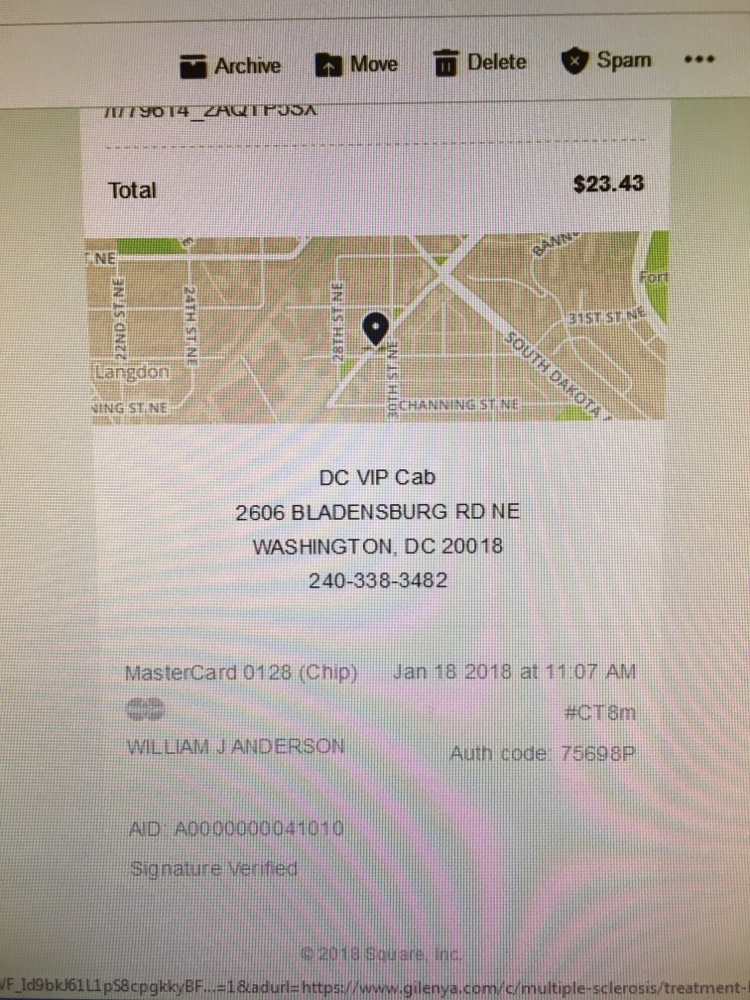 Archive Move Delete Spam •••
Total $23.43
T NE
22ND ST NE
24TH ST NE
28TH ST NE
30TH ST NE
Langdon
NING ST NE
CHANNING ST NE
SOUTH DAKOTA A
31ST ST NE
BANN
Fort
DC VIP Cab
2606 BLADENSBURG RD NE
WASHINGTON, DC 20018
240-338-3482
MasterCard 0128 (Chip) Jan 18 2018 at 11:07 AM
#CT8m
WILLIAM J ANDERSON Auth code: 75698P
AID: A0000000041010
Signature Verified
© 2018 Square, Inc.
VF_1d9bkJ61L1pS8cpgkkyBF...=1&adurl=https://www.gilenya.com/c/multiple-sclerosis/treatment-